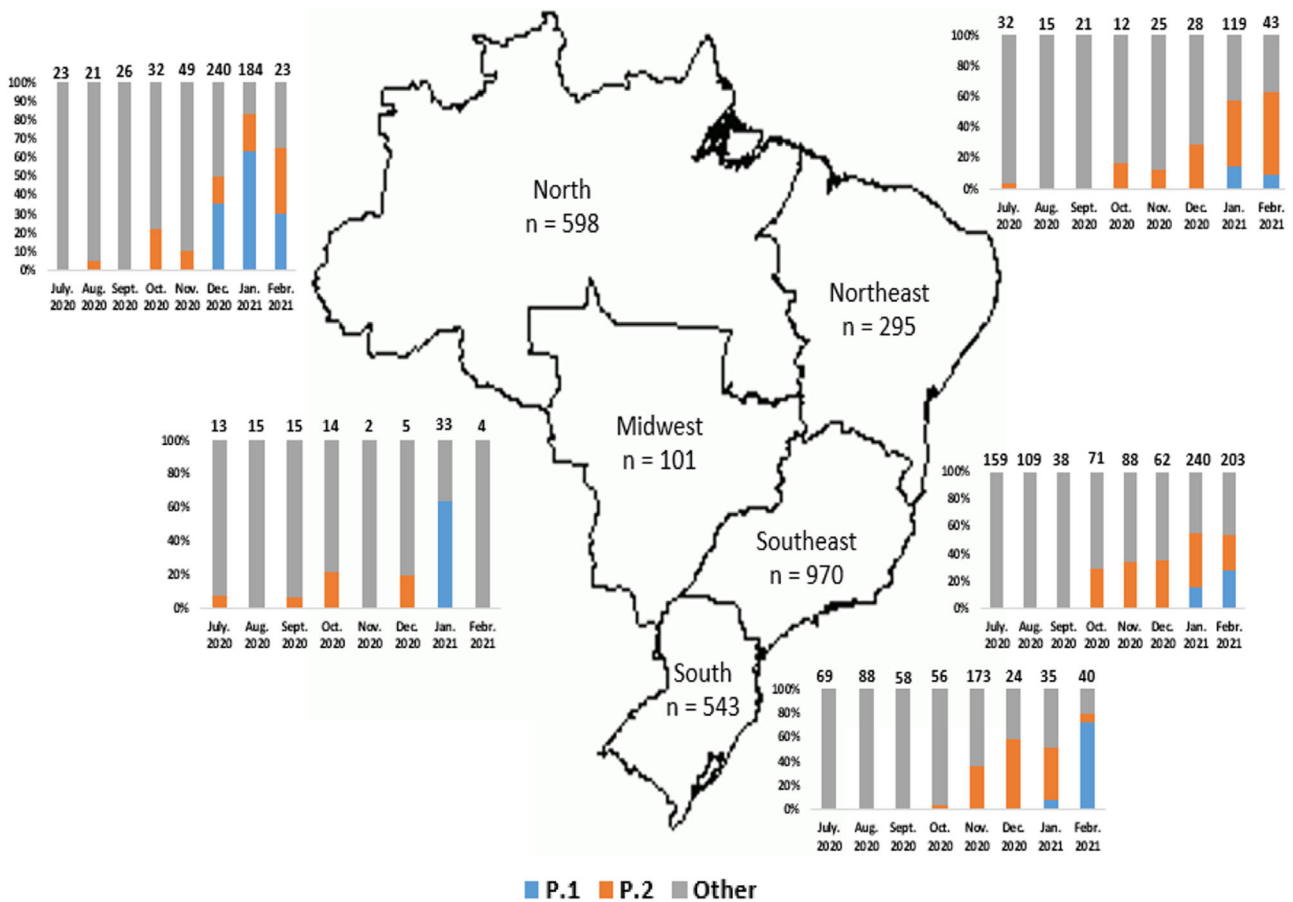 23 21 26 32 49 240 184 23
100%
90%
80%
70%
60%
50%
40%
30%
20%
10%
0%
July. Aug. Sept. Oct. Nov. Dec. Jan. Febr.
2020 2020 2020 2020 2020 2020 2021 2021
32 15 21 12 25 28 119 43
100%
80%
60%
40%
20%
0%
July. Aug. Sept. Oct. Nov. Dec. Jan. Febr.
2020 2020 2020 2020 2020 2020 2021 2021
North
n = 598
Northeast
n = 295
13 15 15 14 2 5 33 4
100%
80%
60%
40%
20%
0%
July. Aug. Sept. Oct. Nov. Dec. Jan. Febr.
2020 2020 2020 2020 2020 2020 2021 2021
Midwest
n = 101
159 109 38 71 88 62 240 203
100%
80%
60%
40%
20%
0%
July. Aug. Sept. Oct. Nov. Dec. Jan. Febr.
2020 2020 2020 2020 2020 2020 2021 2021
Southeast
n = 970
South
n = 543
69 88 58 56 173 24 35 40
100%
80%
60%
40%
20%
0%
July. Aug. Sept. Oct. Nov. Dec. Jan. Febr.
2020 2020 2020 2020 2020 2020 2021 2021
P.1 P.2 Other